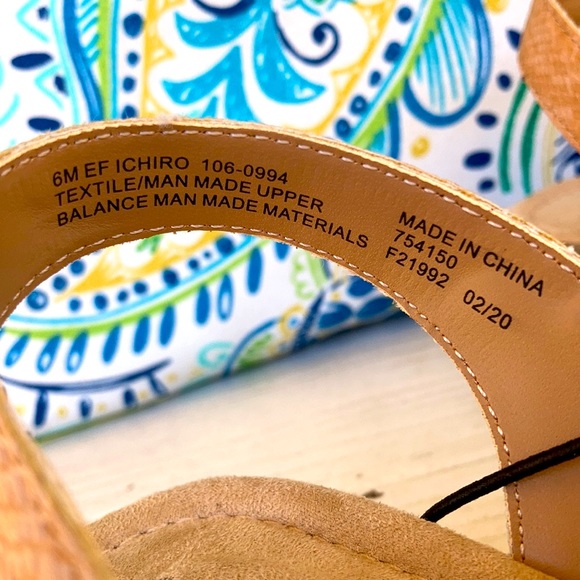 6M EF ICHIRO 106-0994
TEXTILE/MAN MADE UPPER
BALANCE MAN MADE MATERIALS
MADE IN CHINA
754150
F21992 02/20